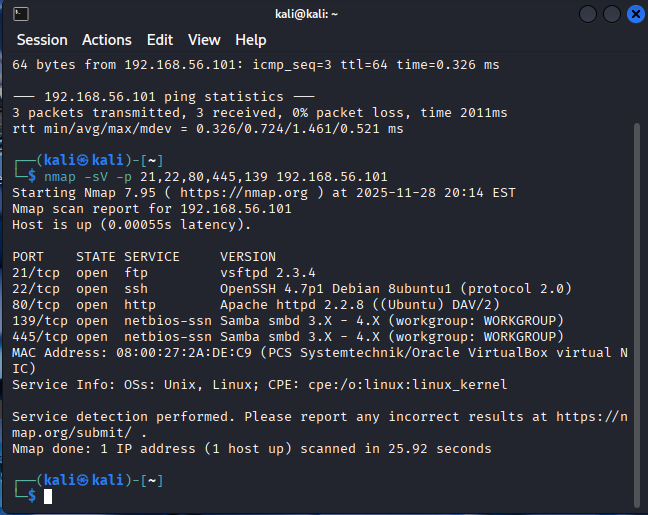 kali@kali: ~
Session Actions Edit View Help
64 bytes from 192.168.56.101: icmp_seq=3 ttl=64 time=0.326 ms
--- 192.168.56.101 ping statistics ---
3 packets transmitted, 3 received, 0% packet loss, time 2011ms
rtt min/avg/max/mdev = 0.326/0.724/1.461/0.521 ms
┌──(kali㉿kali)-[~]
└─$ nmap -sV -p 21,22,80,445,139 192.168.56.101
Starting Nmap 7.95 ( https://nmap.org ) at 2025-11-28 20:14 EST
Nmap scan report for 192.168.56.101
Host is up (0.00055s latency).
PORT    STATE SERVICE     VERSION
21/tcp  open  ftp         vsftpd 2.3.4
22/tcp  open  ssh         OpenSSH 4.7p1 Debian 8ubuntu1 (protocol 2.0)
80/tcp  open  http        Apache httpd 2.2.8 ((Ubuntu) DAV/2)
139/tcp open  netbios-ssn Samba smbd 3.X - 4.X (workgroup: WORKGROUP)
445/tcp open  netbios-ssn Samba smbd 3.X - 4.X (workgroup: WORKGROUP)
MAC Address: 08:00:27:2A:DE:C9 (PCS Systemtechnik/Oracle VirtualBox virtual N
IC)
Service Info: OSs: Unix, Linux; CPE: cpe:/o:linux:linux_kernel
Service detection performed. Please report any incorrect results at https://n
map.org/submit/ .
Nmap done: 1 IP address (1 host up) scanned in 25.92 seconds
┌──(kali㉿kali)-[~]
└─$